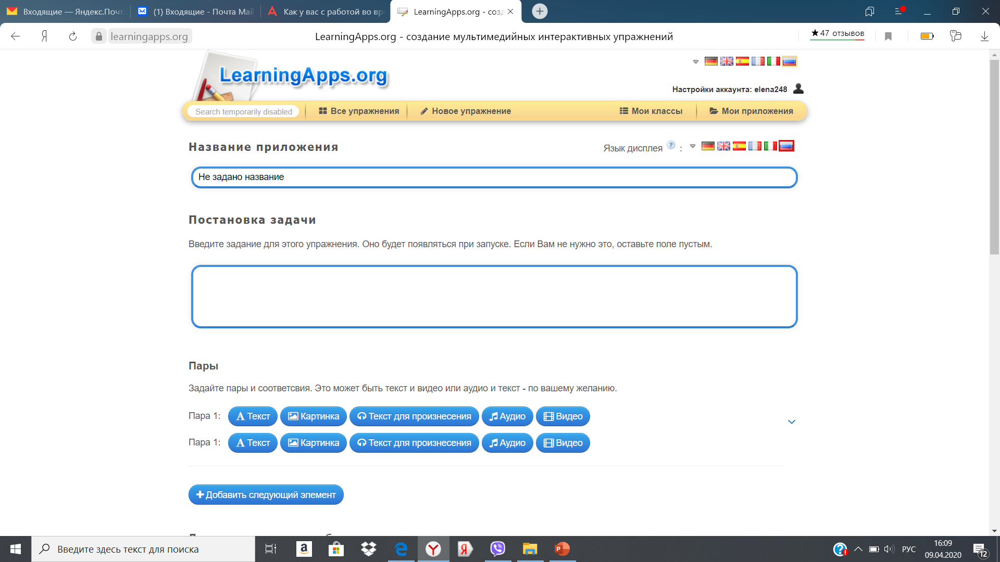 Входящие — Яндекс.Почт
(1) Входящие - Почта Mail
Как у вас с работой во вр
LearningApps.org - созд
learningapps.org
LearningApps.org - создание мультимедийных интерактивных упражнений
★47 отзывов
LearningApps.org
Настройки аккаунта: elena248
Search temporarily disabled
Все упражнения
Новое упражнение
Мои классы
Мои приложения
Название приложения
Язык дисплея ? :
Не задано название
Постановка задачи
Введите задание для этого упражнения. Оно будет появляться при запуске. Если Вам не нужно это, оставьте поле пустым.
Пары
Задайте пары и соответсвия. Это может быть текст и видео или аудио и текст - по вашему желанию.
Пара 1: Текст Картинка Текст для произнесения Аудио Видео
Пара 1: Текст Картинка Текст для произнесения Аудио Видео
Добавить следующий элемент
Введите здесь текст для поиска
РУС
16:09
09.04.2020
12